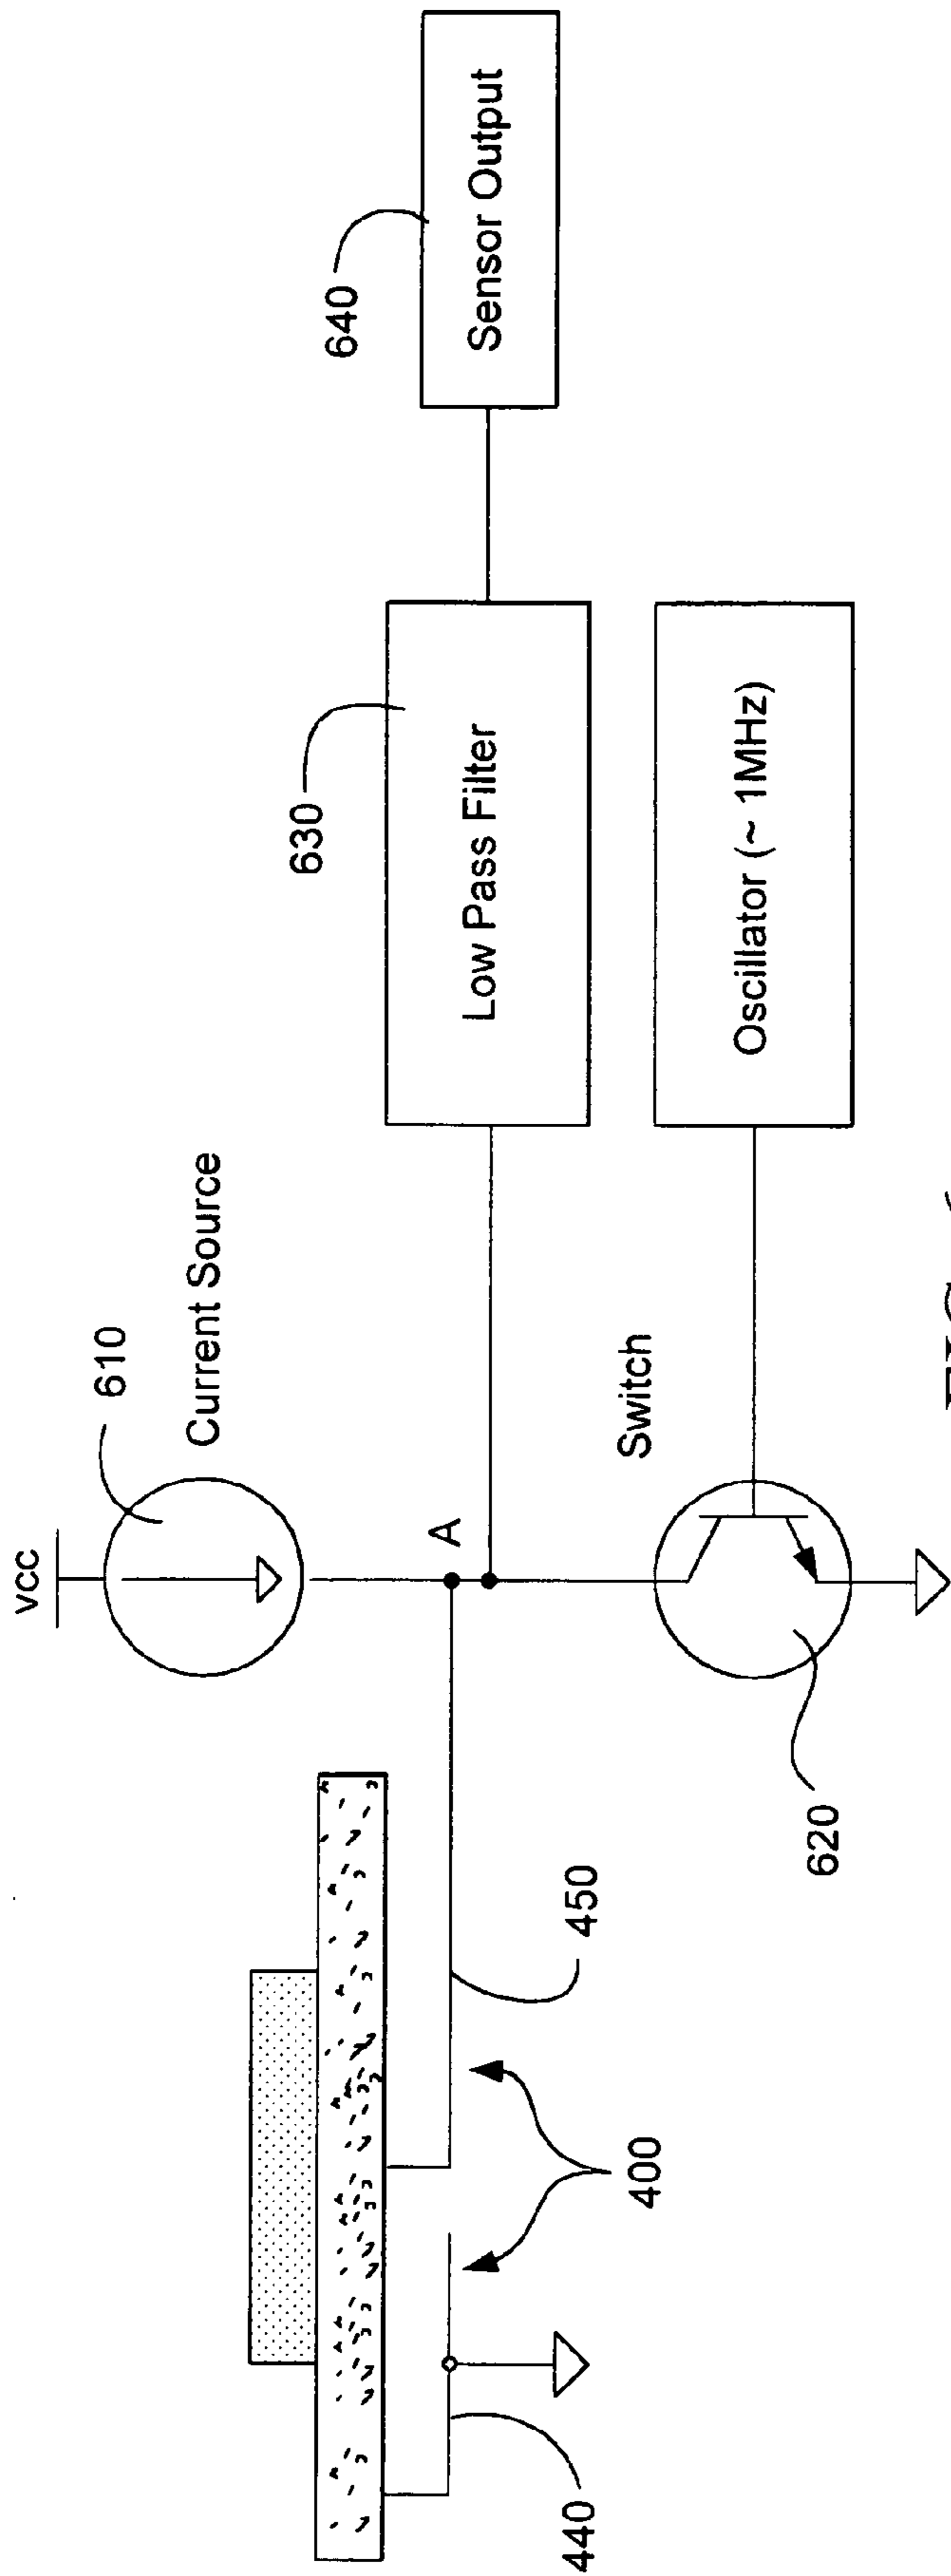 vcc
610
Current Source
A
630
Low Pass Filter
640
Sensor Output
Switch
Oscillator (~ 1MHz)
620
450
400
440